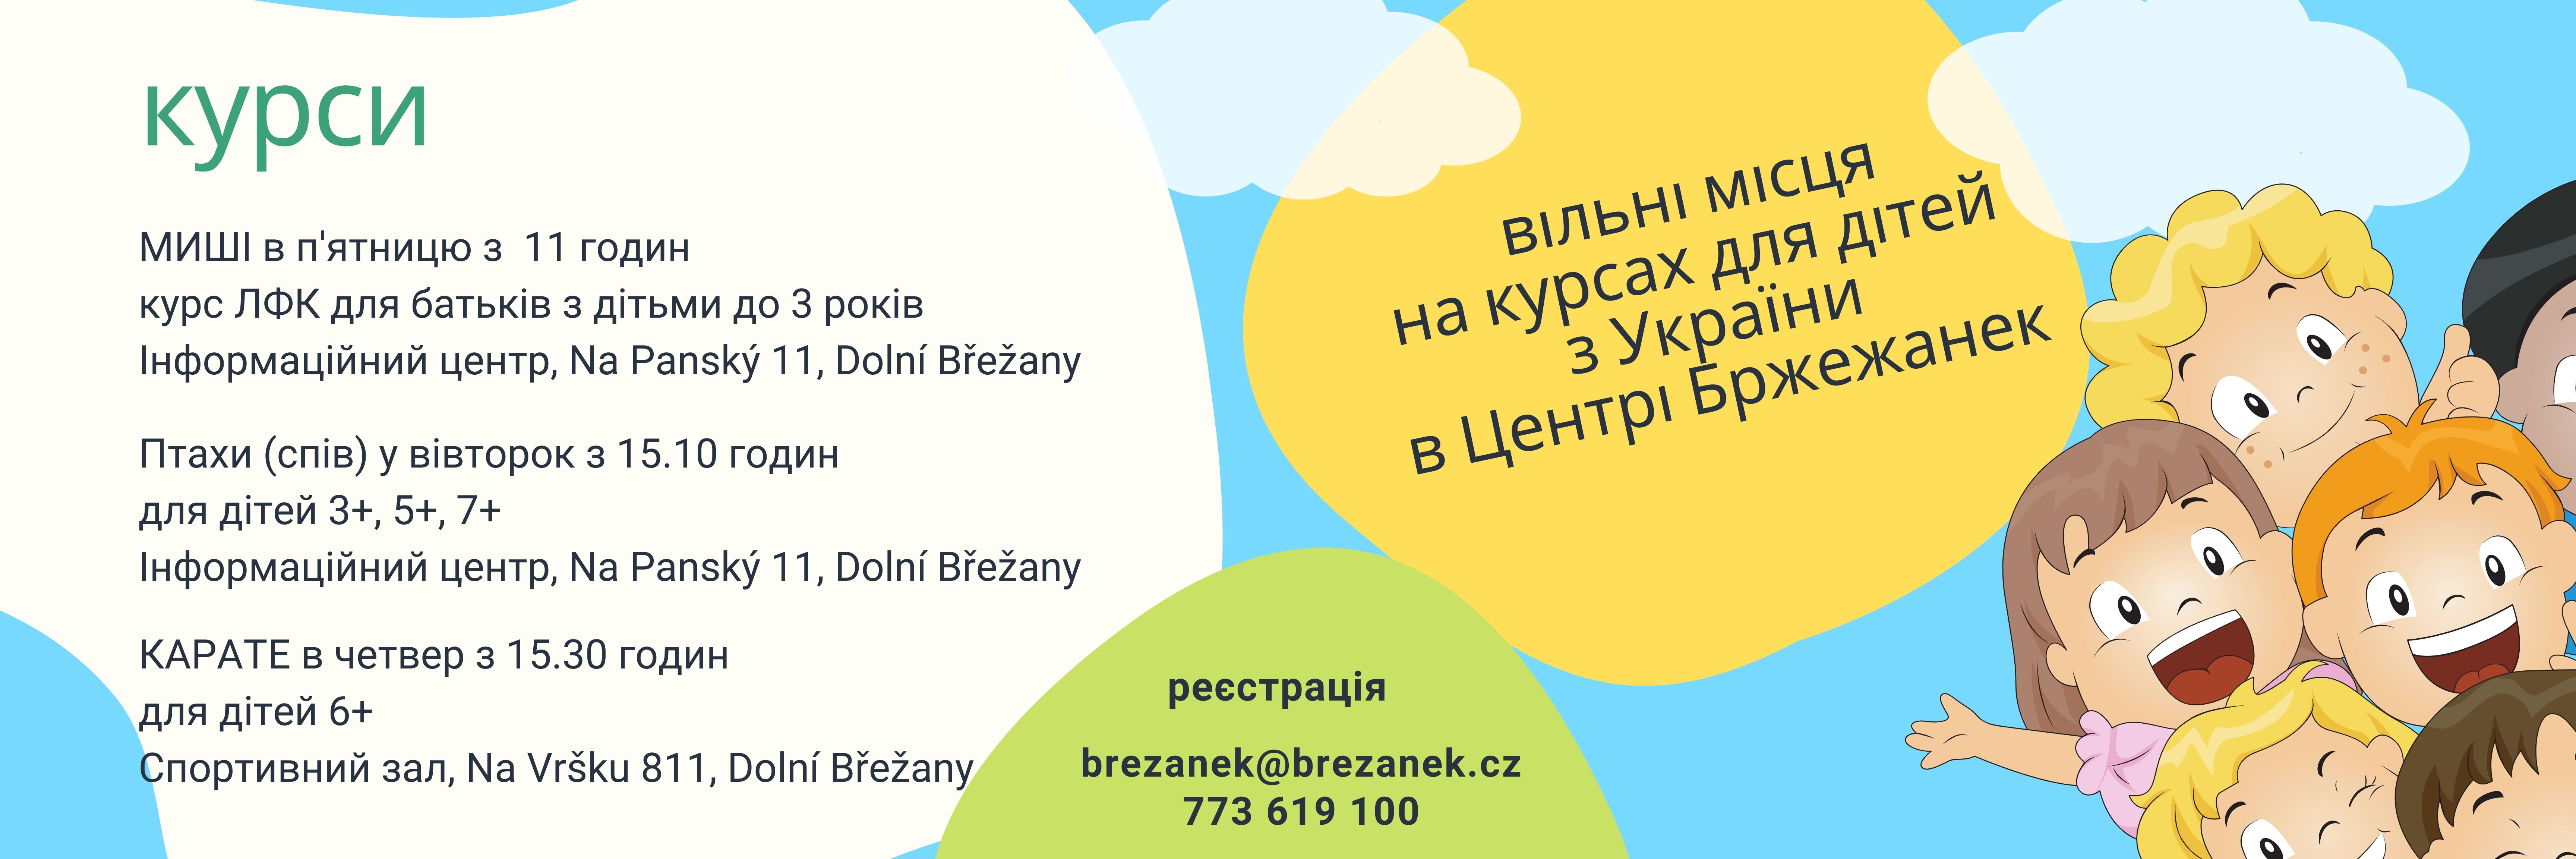 курси
МИШІ в п'ятницю з  11 годин
курс ЛФК для батьків з дітьми до 3 років
Інформаційний центр, Na Panský 11, Dolní Břežany
Птахи (спів) у вівторок з 15.10 годин
для дітей 3+, 5+, 7+
Інформаційний центр, Na Panský 11, Dolní Břežany
КАРАТЕ в четвер з 15.30 годин
для дітей 6+
Спортивний зал, Na Vršku 811, Dolní Břežany
вільні місця
на курсах для дітей
з України
в Центрі Бржежанек
реєстрація
brezanek@brezanek.cz
773 619 100